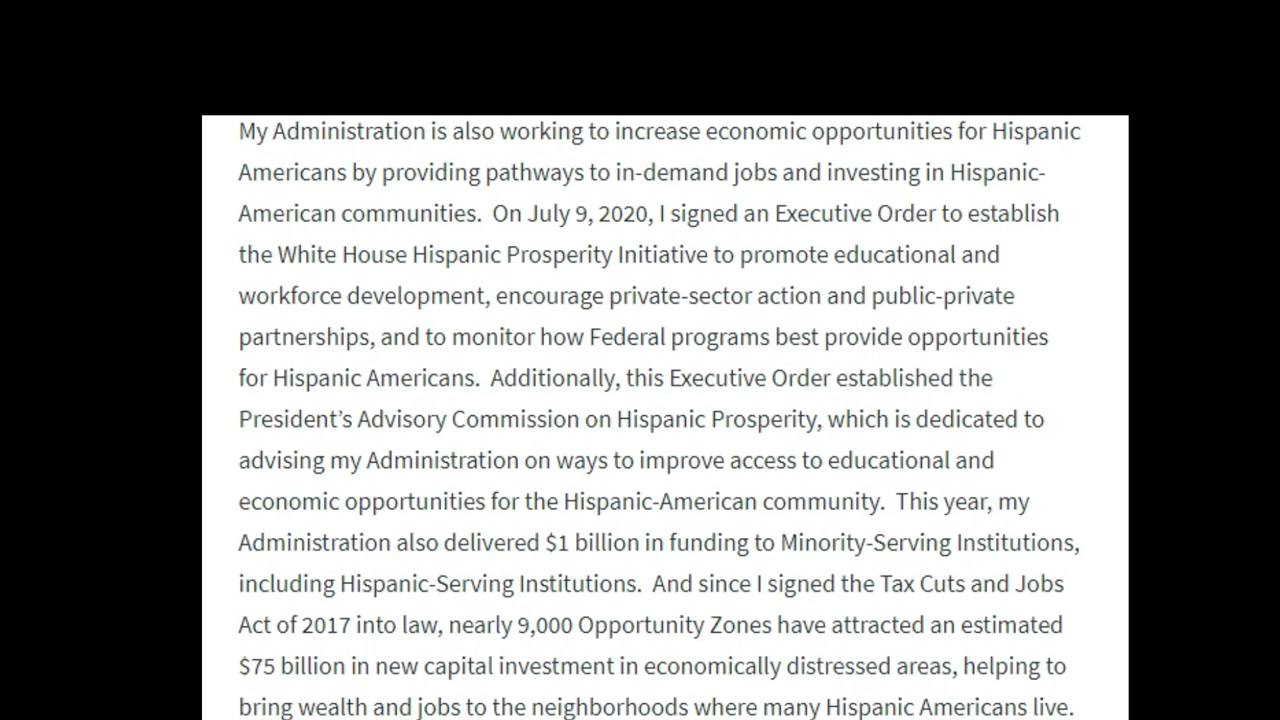 My Administration is also working to increase economic opportunities for Hispanic
Americans by providing pathways to in-demand jobs and investing in Hispanic-
American communities.  On July 9, 2020, I signed an Executive Order to establish
the White House Hispanic Prosperity Initiative to promote educational and
workforce development, encourage private-sector action and public-private
partnerships, and to monitor how Federal programs best provide opportunities
for Hispanic Americans.  Additionally, this Executive Order established the
President’s Advisory Commission on Hispanic Prosperity, which is dedicated to
advising my Administration on ways to improve access to educational and
economic opportunities for the Hispanic-American community.  This year, my
Administration also delivered $1 billion in funding to Minority-Serving Institutions,
including Hispanic-Serving Institutions.  And since I signed the Tax Cuts and Jobs
Act of 2017 into law, nearly 9,000 Opportunity Zones have attracted an estimated
$75 billion in new capital investment in economically distressed areas, helping to
bring wealth and jobs to the neighborhoods where many Hispanic Americans live.